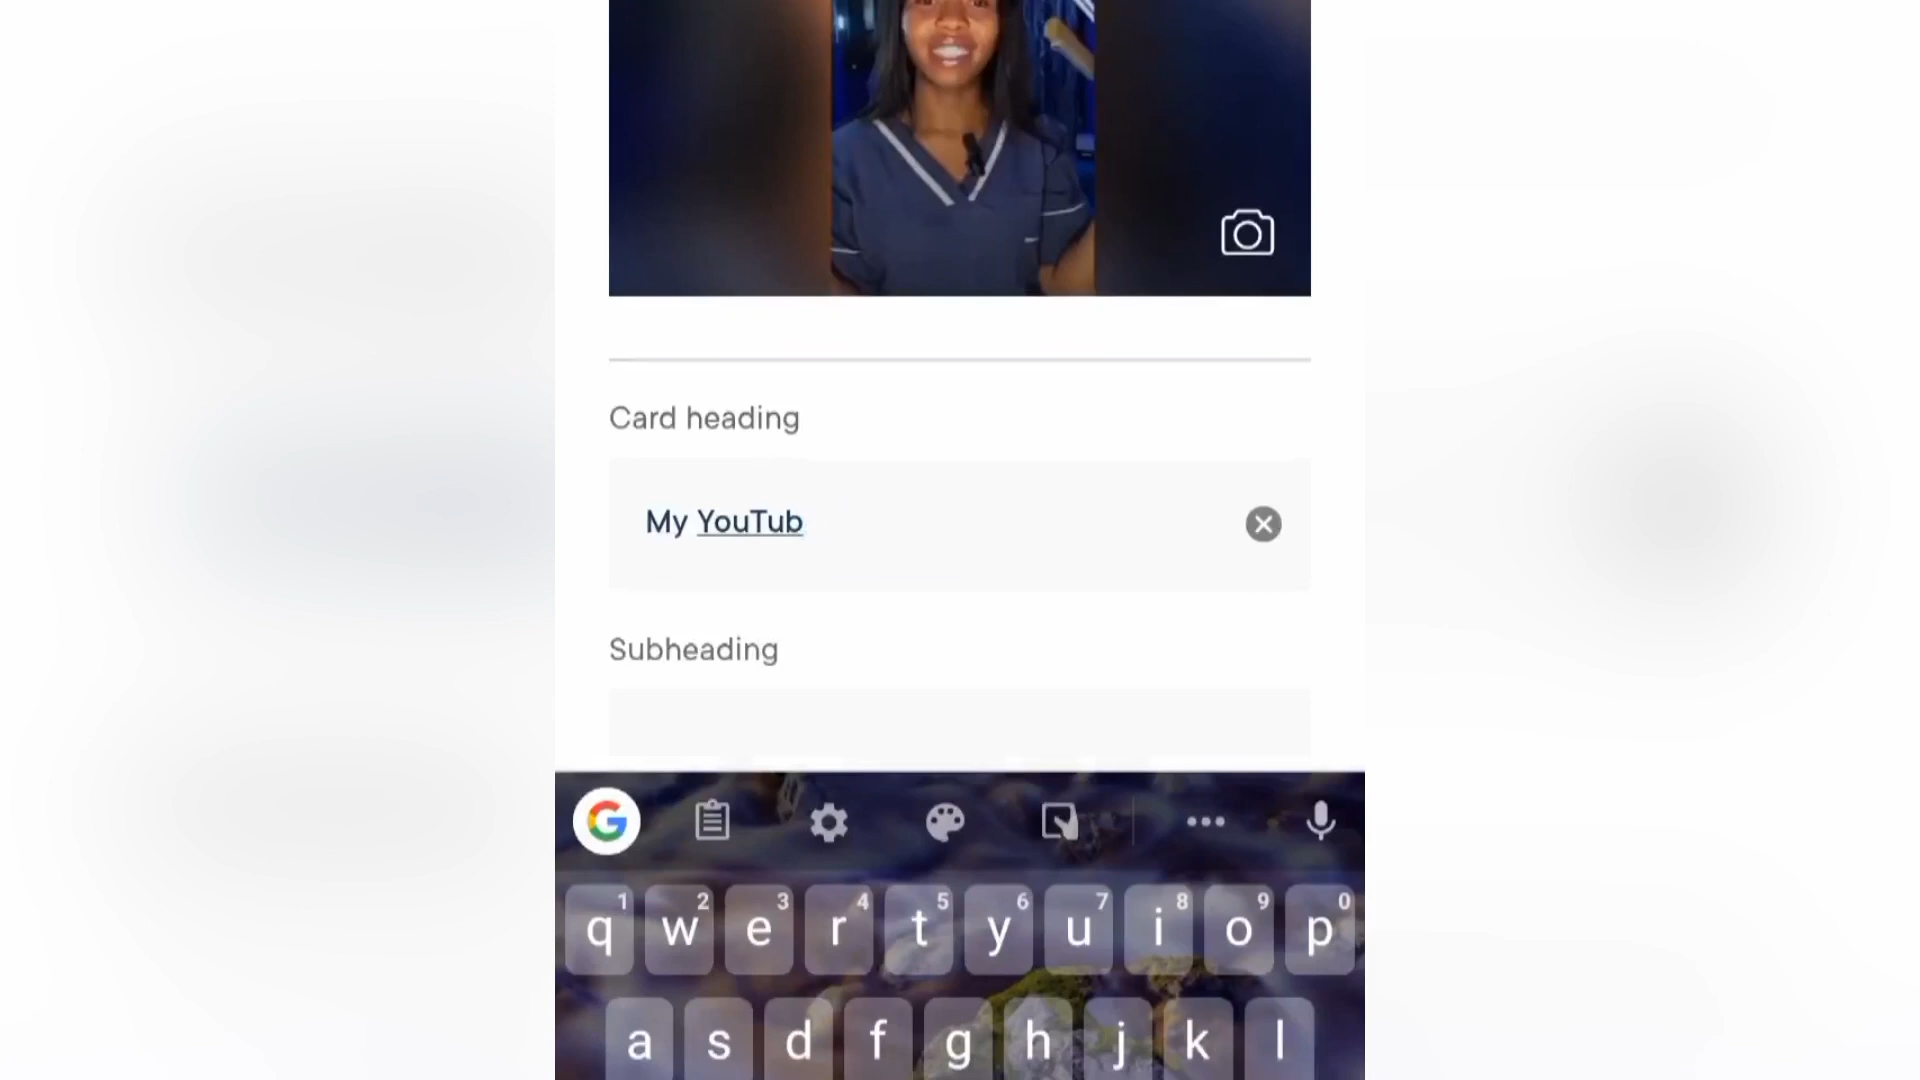 Card heading
My YouTub
Subheading
G
1 2 3 4 5 6 7 8 9 0
q w e r t y u i o p
a s d f g h j k l